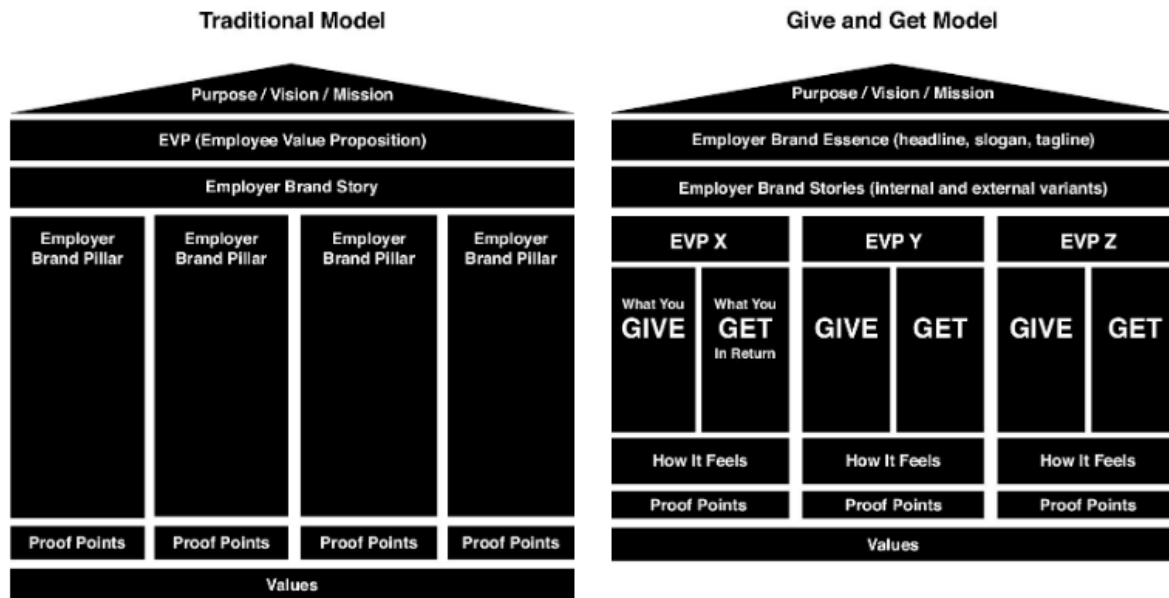 Traditional Model
Purpose / Vision / Mission
EVP (Employee Value Proposition)
Employer Brand Story
Employer
Brand Pillar
Employer
Brand Pillar
Employer
Brand Pillar
Employer
Brand Pillar
Proof Points
Proof Points
Proof Points
Proof Points
Values
Give and Get Model
Purpose / Vision / Mission
Employer Brand Essence (headline, slogan, tagline)
Employer Brand Stories (internal and external variants)
EVP X
EVP Y
EVP Z
What You
GIVE
What You
GET
In Return
GIVE
GET
GIVE
GET
How It Feels
How It Feels
How It Feels
Proof Points
Proof Points
Proof Points
Values